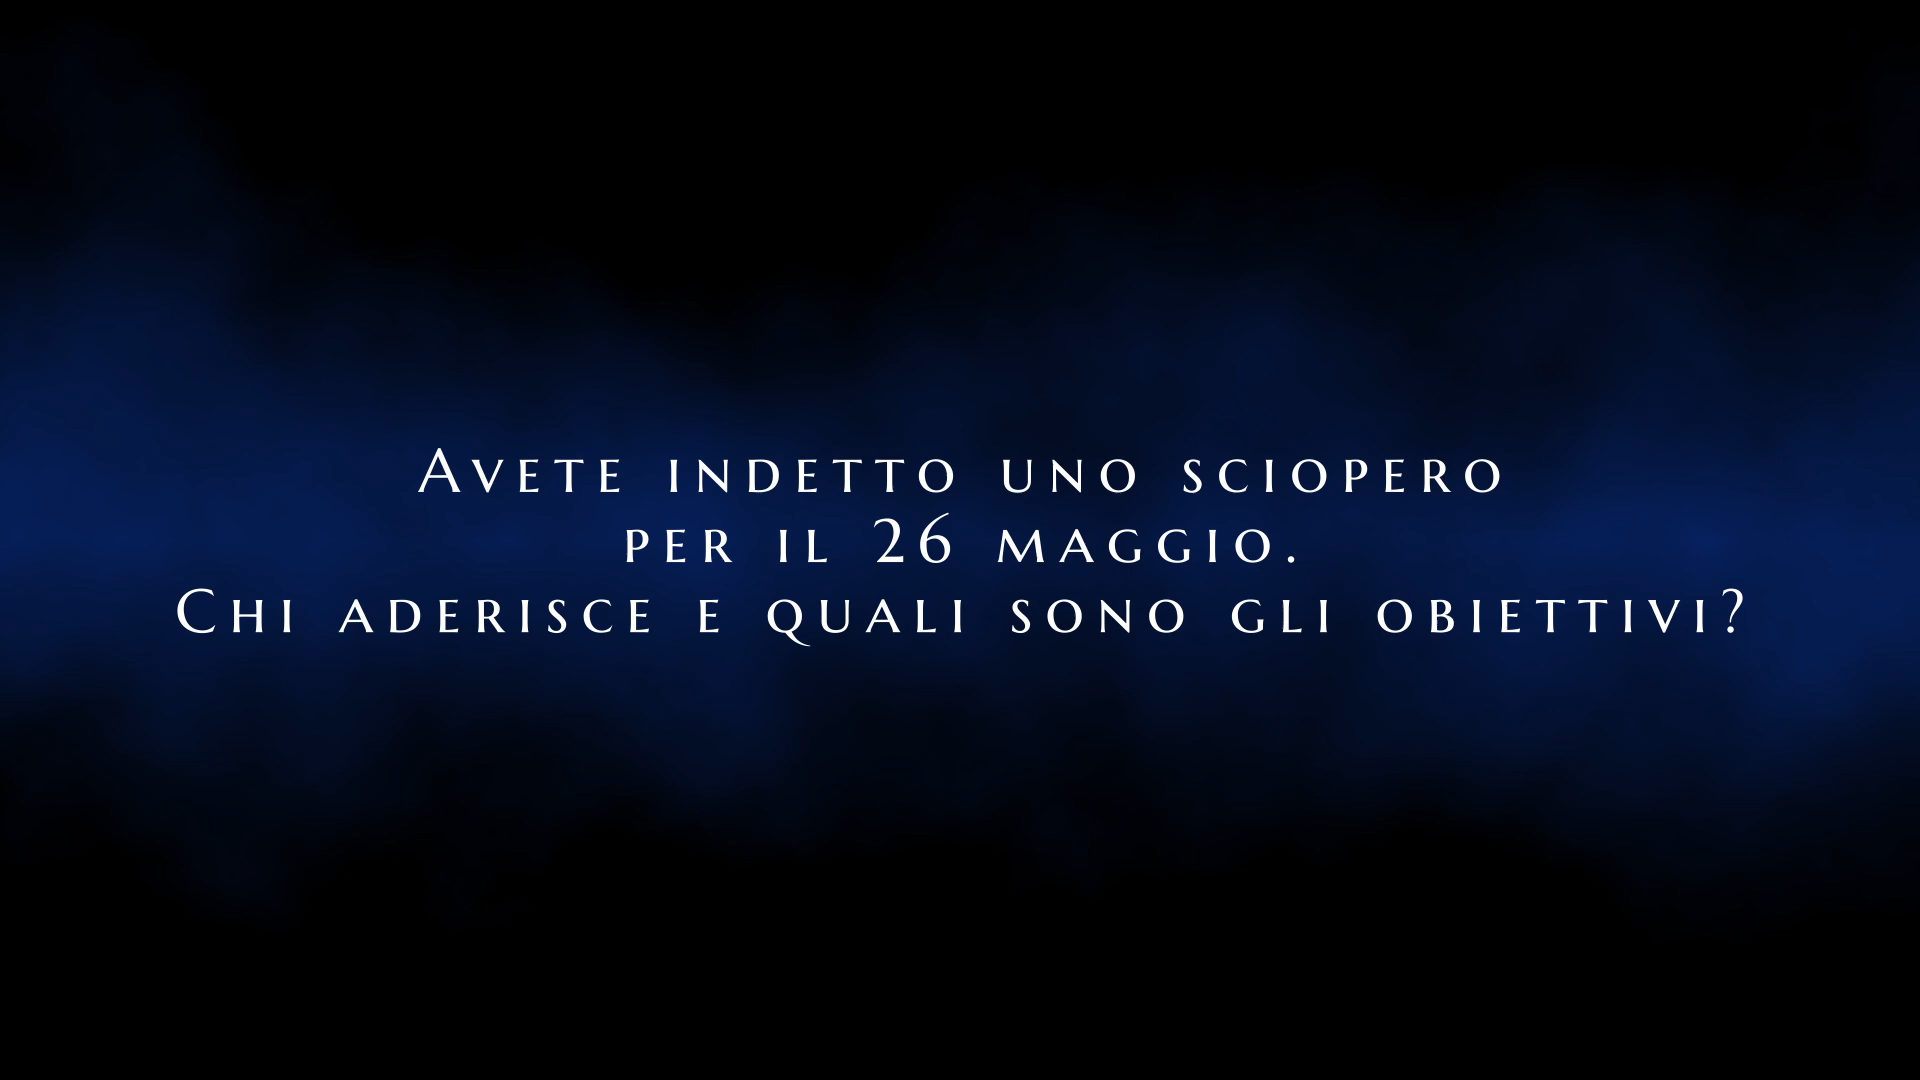 Avete indetto uno sciopero
per il 26 maggio.
Chi aderisce e quali sono gli obiettivi?